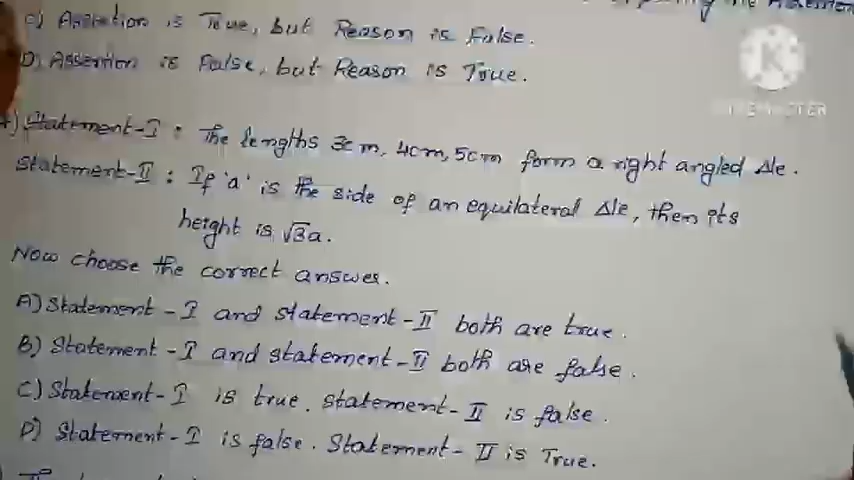 C) Assertion is True, but Reason is False.
D) Assertion is False, but Reason is True.
Statement-I : The lengths 3cm, 4cm, 5cm form a right angled Δle.
Statement-II : If 'a' is the side of an equilateral Δle, then its
height is √3a.
Now choose the correct answer.
A) Statement-I and statement-II both are true.
B) Statement-I and statement-II both are false.
C) Statement-I is true. statement-II is false.
D) Statement-I is false. Statement-II is True.